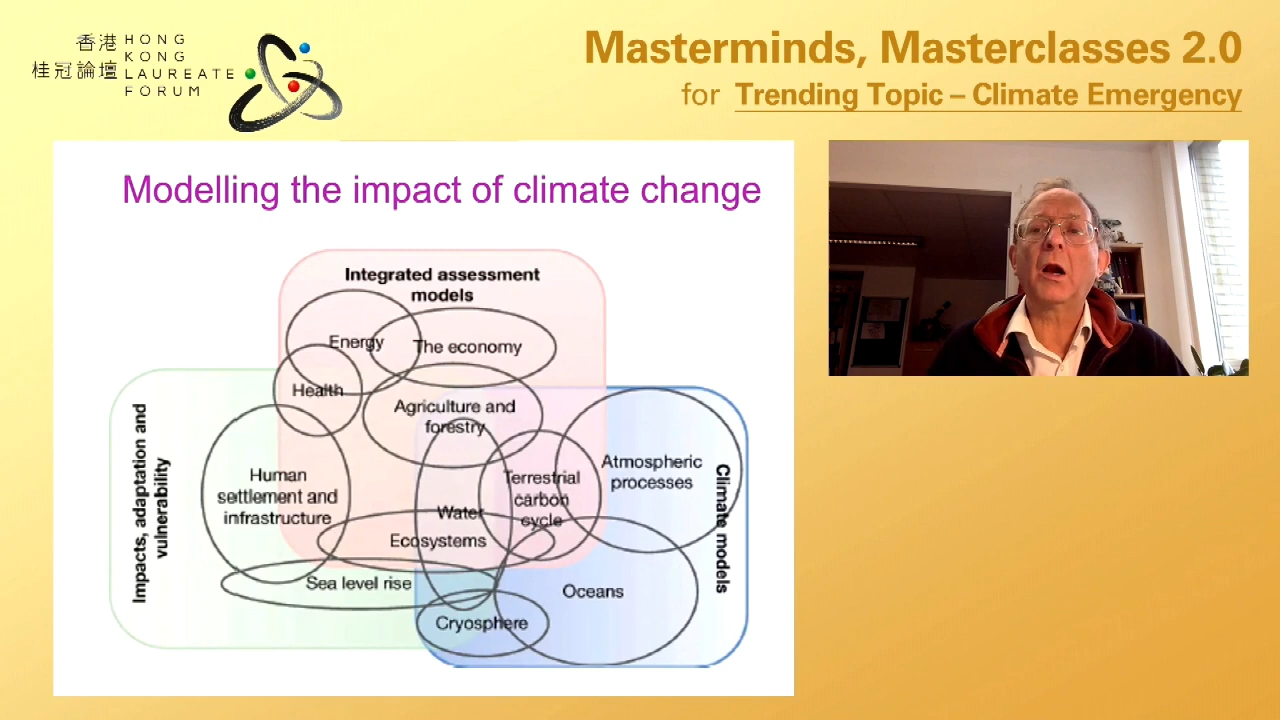 香港
桂冠論壇
HONG
KONG
LAUREATE
FORUM
Masterminds, Masterclasses 2.0
for Trending Topic – Climate Emergency
Modelling the impact of climate change
Integrated assessment
models
Energy
The economy
Health
Agriculture and
forestry
Impacts, adaptation and
vulnerability
Human
settlement and
infrastructure
Terrestrial
carbon
cycle
Atmospheric
processes
Climate models
Water
Ecosystems
Sea level rise
Oceans
Cryosphere